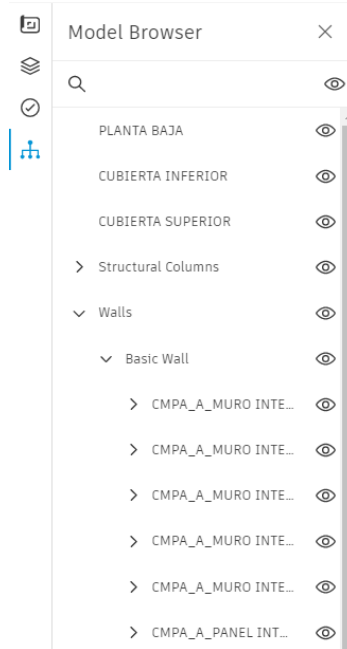 Model Browser
PLANTA BAJA
CUBIERTA INFERIOR
CUBIERTA SUPERIOR
Structural Columns
Walls
Basic Wall
CMPA_A_MURO INTE...
CMPA_A_MURO INTE...
CMPA_A_MURO INTE...
CMPA_A_MURO INTE...
CMPA_A_MURO INTE...
CMPA_A_PANEL INT...